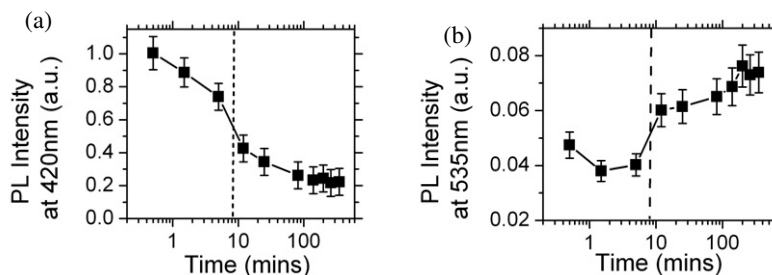 (a)
PL Intensity
at 420nm (a.u.)
1.0
0.8
0.6
0.4
0.2
0.0
1
10
100
Time (mins)
(b)
PL Intensity
at 535nm (a.u.)
0.08
0.06
0.04
0.02
1
10
100
Time (mins)